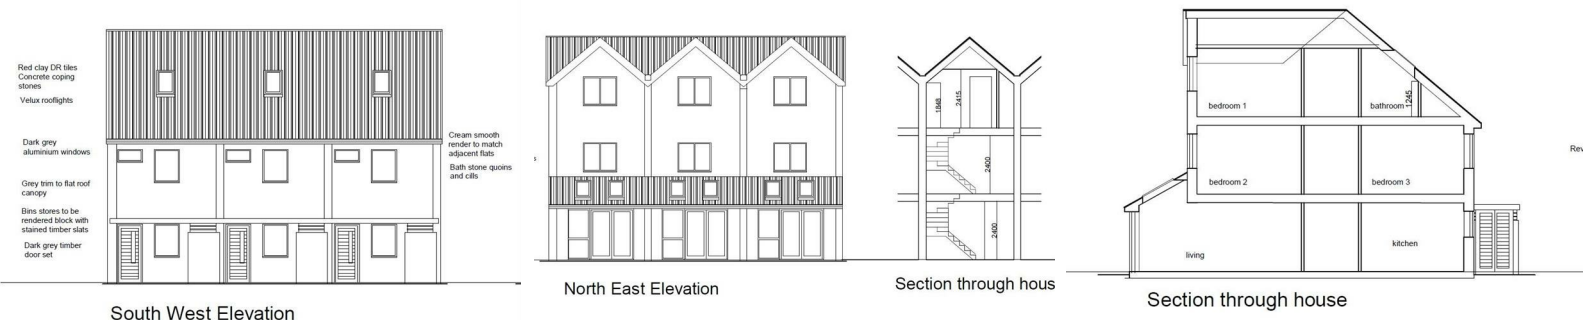 Red clay DR tiles
Concrete coping
stones
Velux rooflights
Dark grey
aluminium windows
Grey trim to flat roof
canopy
Bins stores to be
rendered block with
stained timber slats
Dark grey timber
door set
Cream smooth
render to match
adjacent flats
Bath stone quoins
and cills
South West Elevation
North East Elevation
1848
2415
2400
2400
Section through hous
bedroom 1
bathroom
1245
bedroom 2
bedroom 3
living
kitchen
Section through house
Rev